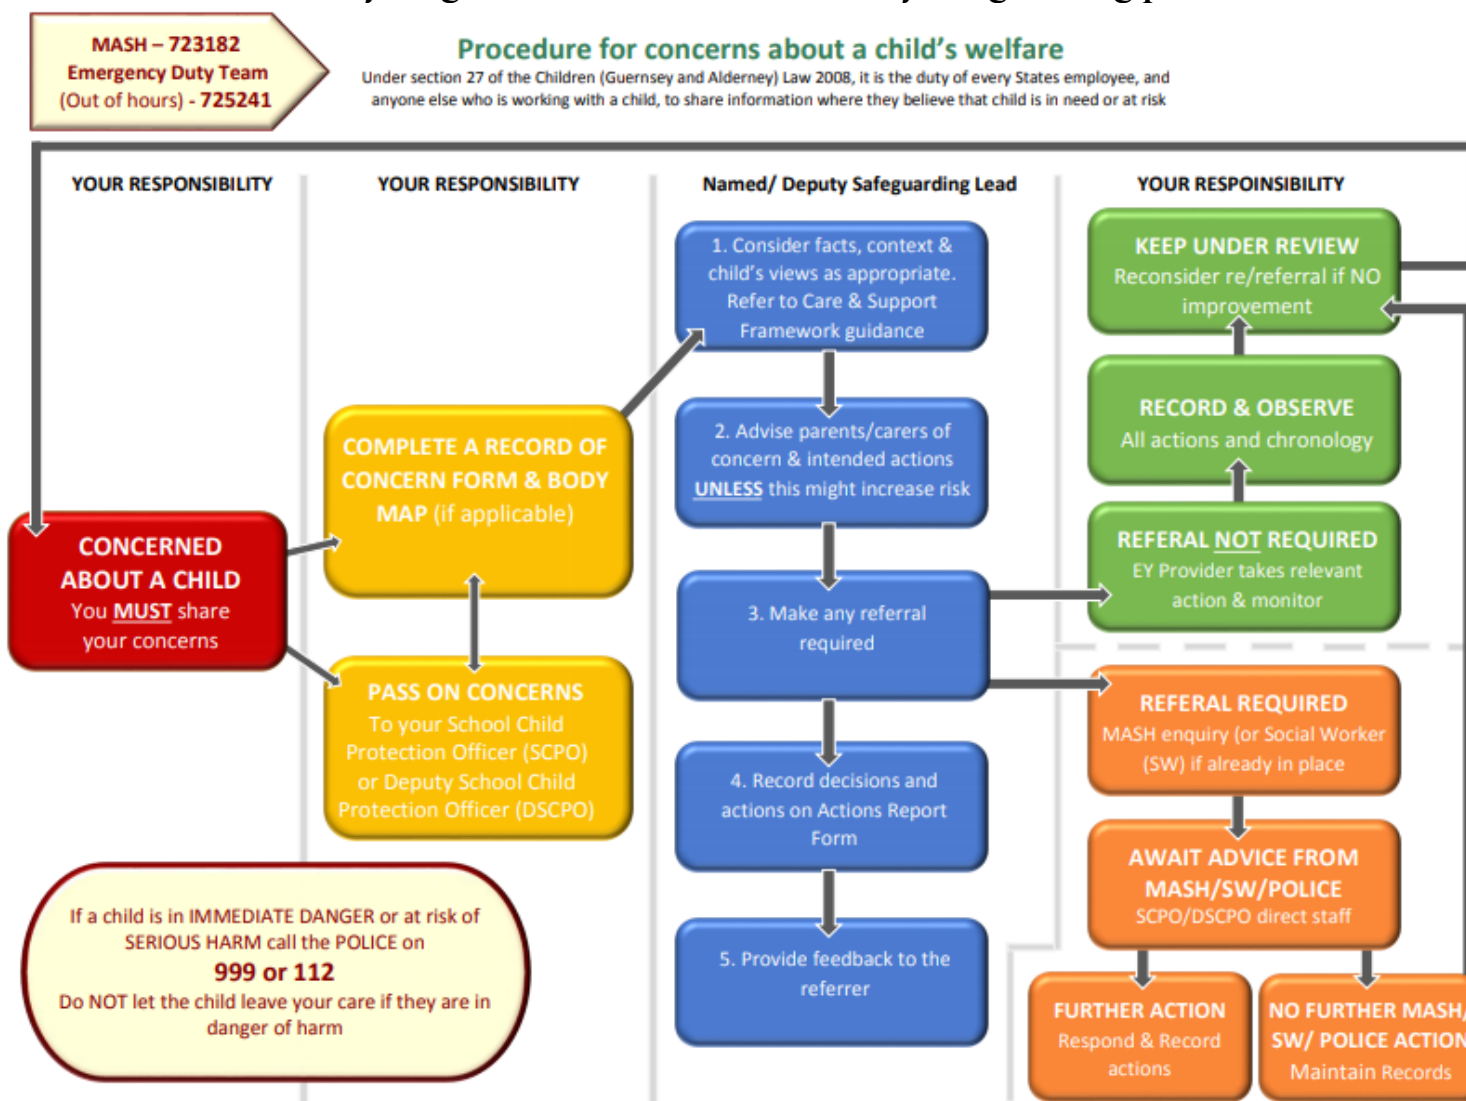 MASH – 723182
Emergency Duty Team
(Out of hours) - 725241
Procedure for concerns about a child's welfare
Under section 27 of the Children (Guernsey and Alderney) Law 2008, it is the duty of every States employee, and
anyone else who is working with a child, to share information where they believe that child is in need or at risk
YOUR RESPONSIBILITY
CONCERNED
ABOUT A CHILD
You MUST share
your concerns
YOUR RESPONSIBILITY
COMPLETE A RECORD OF
CONCERN FORM & BODY
MAP (if applicable)
PASS ON CONCERNS
To your School Child
Protection Officer (SCPO)
or Deputy School Child
Protection Officer (DSCPO)
If a child is in IMMEDIATE DANGER or at risk of
SERIOUS HARM call the POLICE on
999 or 112
Do NOT let the child leave your care if they are in
danger of harm
Named/ Deputy Safeguarding Lead
1. Consider facts, context &
child's views as appropriate.
Refer to Care & Support
Framework guidance
2. Advise parents/carers of
concern & intended actions
UNLESS this might increase risk
3. Make any referral
required
4. Record decisions and
actions on Actions Report
Form
5. Provide feedback to the
referrer
YOUR RESPOINSIBILITY
KEEP UNDER REVIEW
Reconsider re/referral if NO
improvement
RECORD & OBSERVE
All actions and chronology
REFERAL NOT REQUIRED
EY Provider takes relevant
action & monitor
REFERRAL REQUIRED
MASH enquiry (or Social Worker
(SW) if already in place
AWAIT ADVICE FROM
MASH/SW/POLICE
SCPO/DSCPO direct staff
FURTHER ACTION
Respond & Record
actions
NO FURTHER MASH/
SW/ POLICE ACTION
Maintain Records